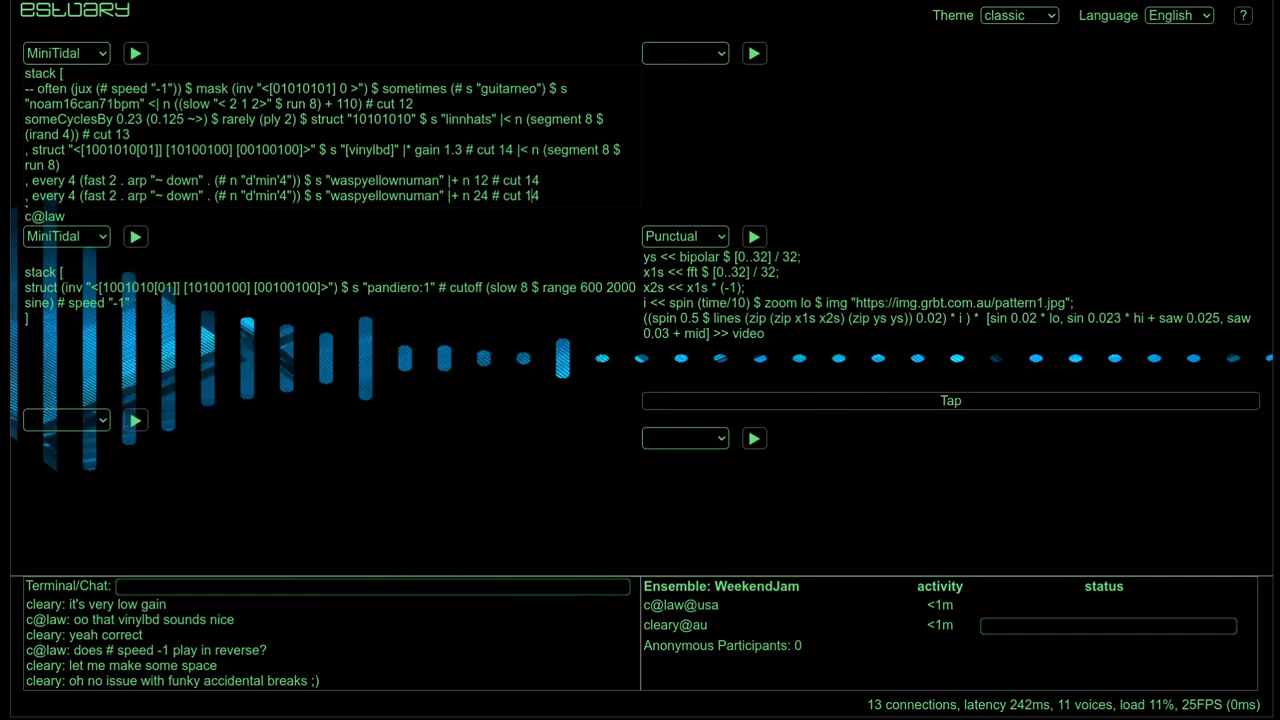 estuary
Theme classic Language English ?
MiniTidal
stack [
-- often (jux (# speed "-1")) $ mask (inv "<[01010101] 0 >") $ sometimes (# s "guitarneo") $ s
"noam16can71bpm" <| n ((slow "< 2 1 2>" $ run 8) + 110) # cut 12
someCyclesBy 0.23 (0.125 ~>) $ rarely (ply 2) $ struct "10101010" $ s "linnhats" |< n (segment 8 $
(irand 4)) # cut 13
, struct "<[1001010[01]] [10100100] [00100100]>" $ s "[vinylbd]" |* gain 1.3 # cut 14 |< n (segment 8 $
run 8)
, every 4 (fast 2 . arp "~ down" . (# n "d'min'4")) $ s "waspyellownuman" |+ n 12 # cut 14
, every 4 (fast 2 . arp "~ down" . (# n "d'min'4")) $ s "waspyellownuman" |+ n 24 # cut 14
c@law
MiniTidal
stack [
struct (inv "<[1001010[01]] [10100100] [00100100]>") $ s "pandiero:1" # cutoff (slow 8 $ range 600 2000
sine) # speed "-1"
]
Punctual
ys << bipolar $ [0..32] / 32;
x1s << fft $ [0..32] / 32;
x2s << x1s * (-1);
i << spin (time/10) $ zoom lo $ img "https://img.grbt.com.au/pattern1.jpg";
((spin 0.5 $ lines (zip (zip x1s x2s) (zip ys ys)) 0.02) * i ) * [sin 0.02 * lo, sin 0.023 * hi + saw 0.025, saw
0.03 + mid] >> video
Tap
Terminal/Chat:
cleary: it's very low gain
c@law: oo that vinylbd sounds nice
cleary: yeah correct
c@law: does # speed -1 play in reverse?
cleary: let me make some space
cleary: oh no issue with funky accidental breaks ;)
Ensemble: WeekendJam activity status
c@law@usa <1m
cleary@au <1m
Anonymous Participants: 0
13 connections, latency 242ms, 11 voices, load 11%, 25FPS (0ms)